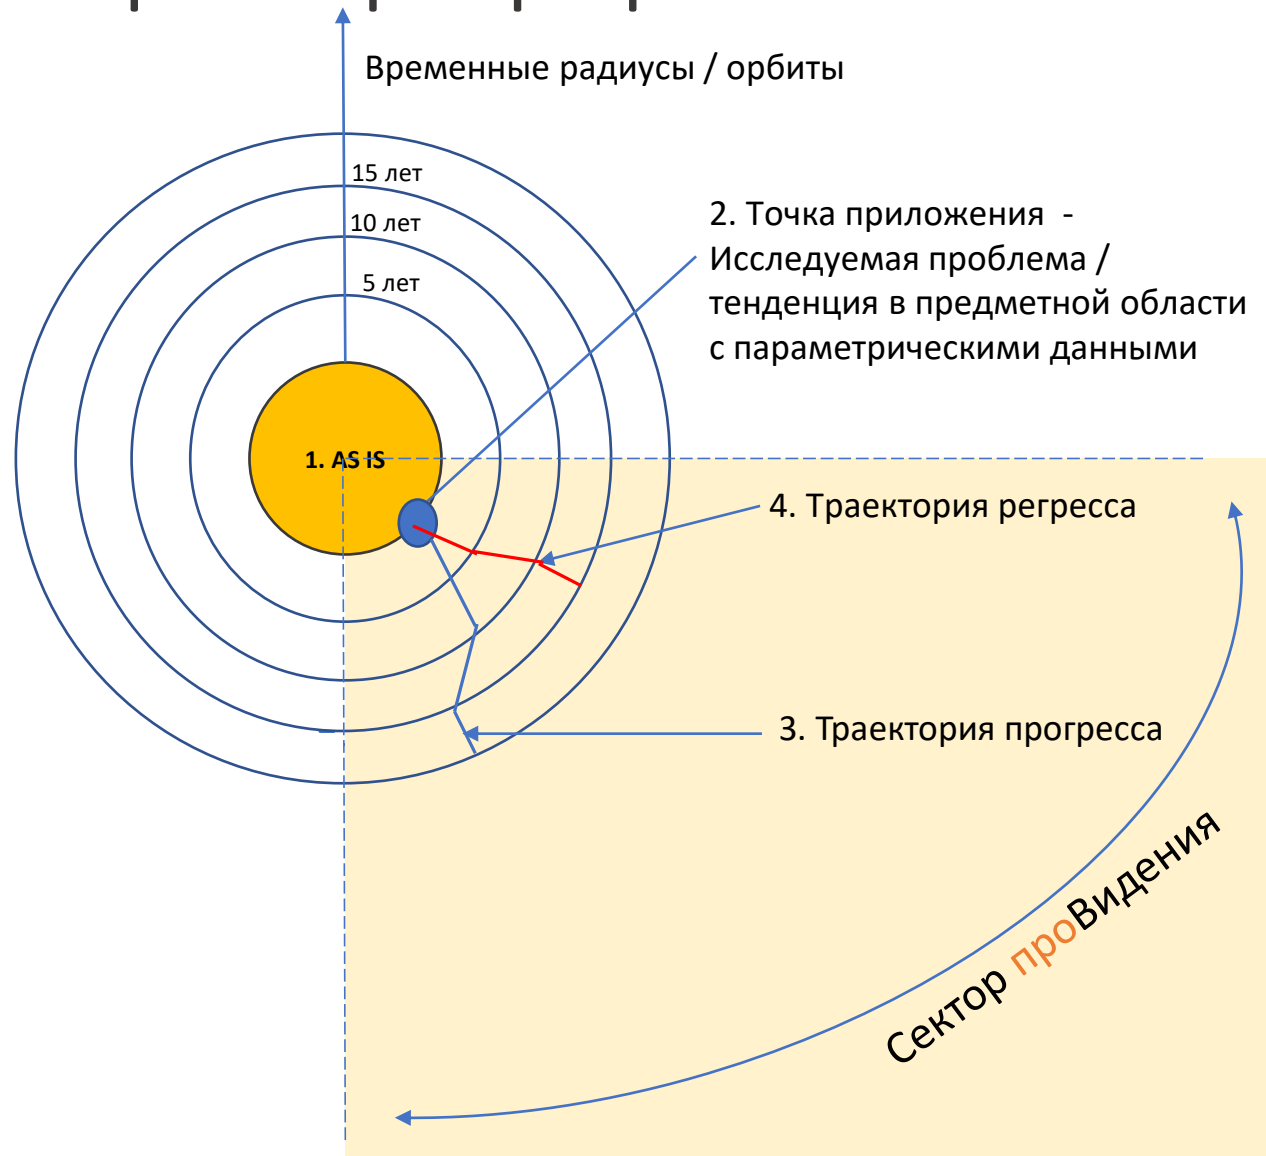 Временные радиусы / орбиты
15 лет
10 лет
5 лет
2. Точка приложения -
Исследуемая проблема /
тенденция в предметной области
с параметрическими данными
1. AS IS
4. Траектория регресса
3. Траектория прогресса
Сектор проВидения